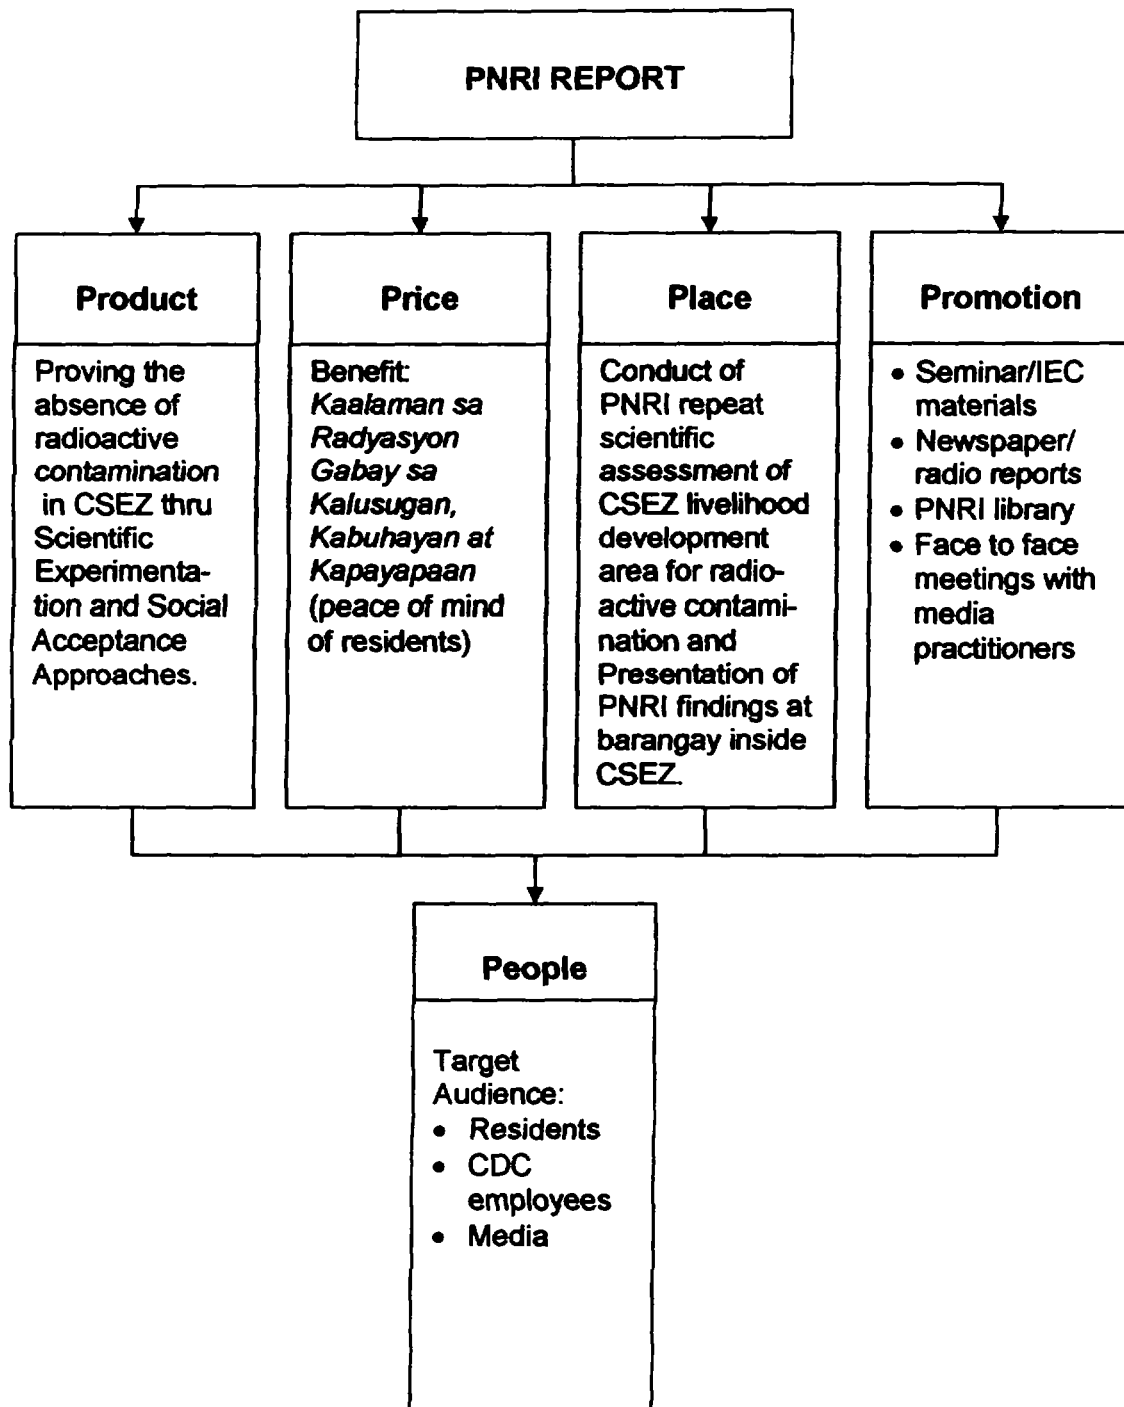 PNRI REPORT
Product
Proving the
absence of
radioactive
contamination
in CSEZ thru
Scientific
Experimenta-
tion and Social
Acceptance
Approaches.
Price
Benefit:
Kaalaman sa
Radyasyon
Gabay sa
Kalusugan,
Kabuhayan at
Kapayapaan
(peace of mind
of residents)
Place
Conduct of
PNRI repeat
scientific
assessment of
CSEZ livelihood
development
area for radio-
active contami-
nation and
Presentation of
PNRI findings at
barangay inside
CSEZ.
Promotion
• Seminar/IEC
materials
• Newspaper/
radio reports
• PNRI library
• Face to face
meetings with
media
practitioners
People
Target
Audience:
• Residents
• CDC
employees
• Media